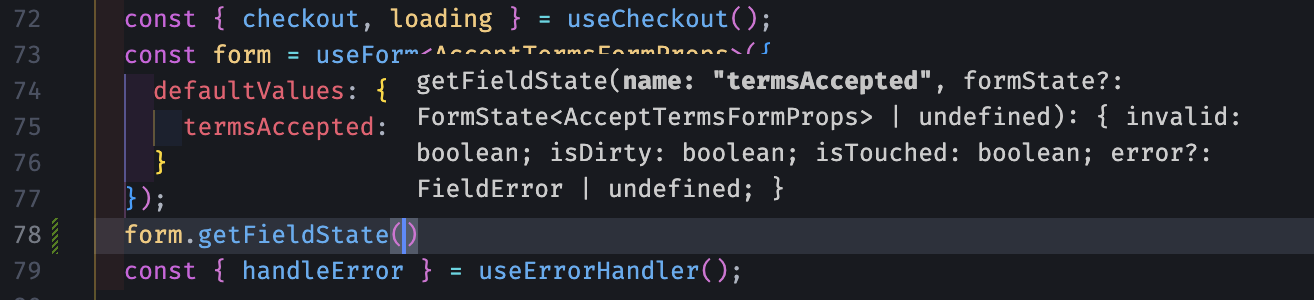 72 const { checkout, loading } = useCheckout();
73 const form = useForm<AcceptTermsFormProps>({
74 defaultValues: {
getFieldState(name: "termsAccepted", formState?:
75 termsAccepted:
FormState<AcceptTermsFormProps> | undefined): { invalid:
76 }
boolean; isDirty: boolean; isTouched: boolean; error?:
77 });
FieldError | undefined; }
78 form.getFieldState()
79 const { handleError } = useErrorHandler();